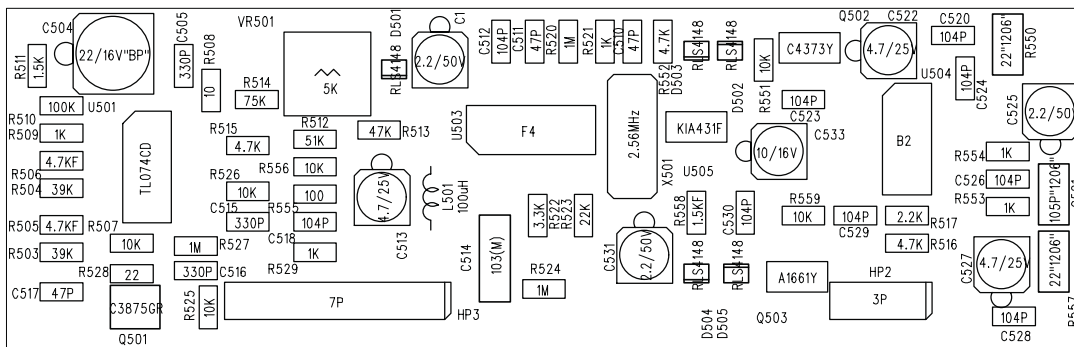 C504
22/16V"BP"
R511
1.5K
C505
330P
R508
10
VR501
5K
R514
75K
D501
RLS4148
C1
2.2/50V
C512
104P
C511
47P
R520
1M
R521
1K
C510
47P
R552
4.7K
D503
RLS4148
RLS4148
D502
R551
10K
Q502
C4373Y
C522
4.7/25V
U504
C520
104P
C524
104P
22"1206"
R550
C525
2.2/50V
R510
100K
U501
R509
1K
4.7KF
R506
R504
39K
TL074CD
R515
4.7K
R512
51K
47K
R513
R556
10K
R526
10K
100
R555
C515
330P
104P
C518
1K
R529
4.7/25V
C513
L501
100uH
U503
F4
2.56MHz
X501
KIA431F
U505
104P
C523
10/16V
C533
B2
R554
1K
C526
104P
R553
1K
105P"1206"
R505
4.7KF
R507
10K
R503
39K
1M
R527
R528
22
330P
C516
C517
47P
C3875GR
Q501
R525
10K
7P
HP3
C514
103(M)
3.3K
R522
R523
22K
R524
1M
C531
2.2/50V
R558
1.5KF
C530
104P
RLS4148
RLS4148
D504
D505
R559
10K
104P
C529
2.2K
R517
4.7K
R516
A1661Y
Q503
HP2
3P
C527
4.7/25V
22"1206"
R557
104P
C528